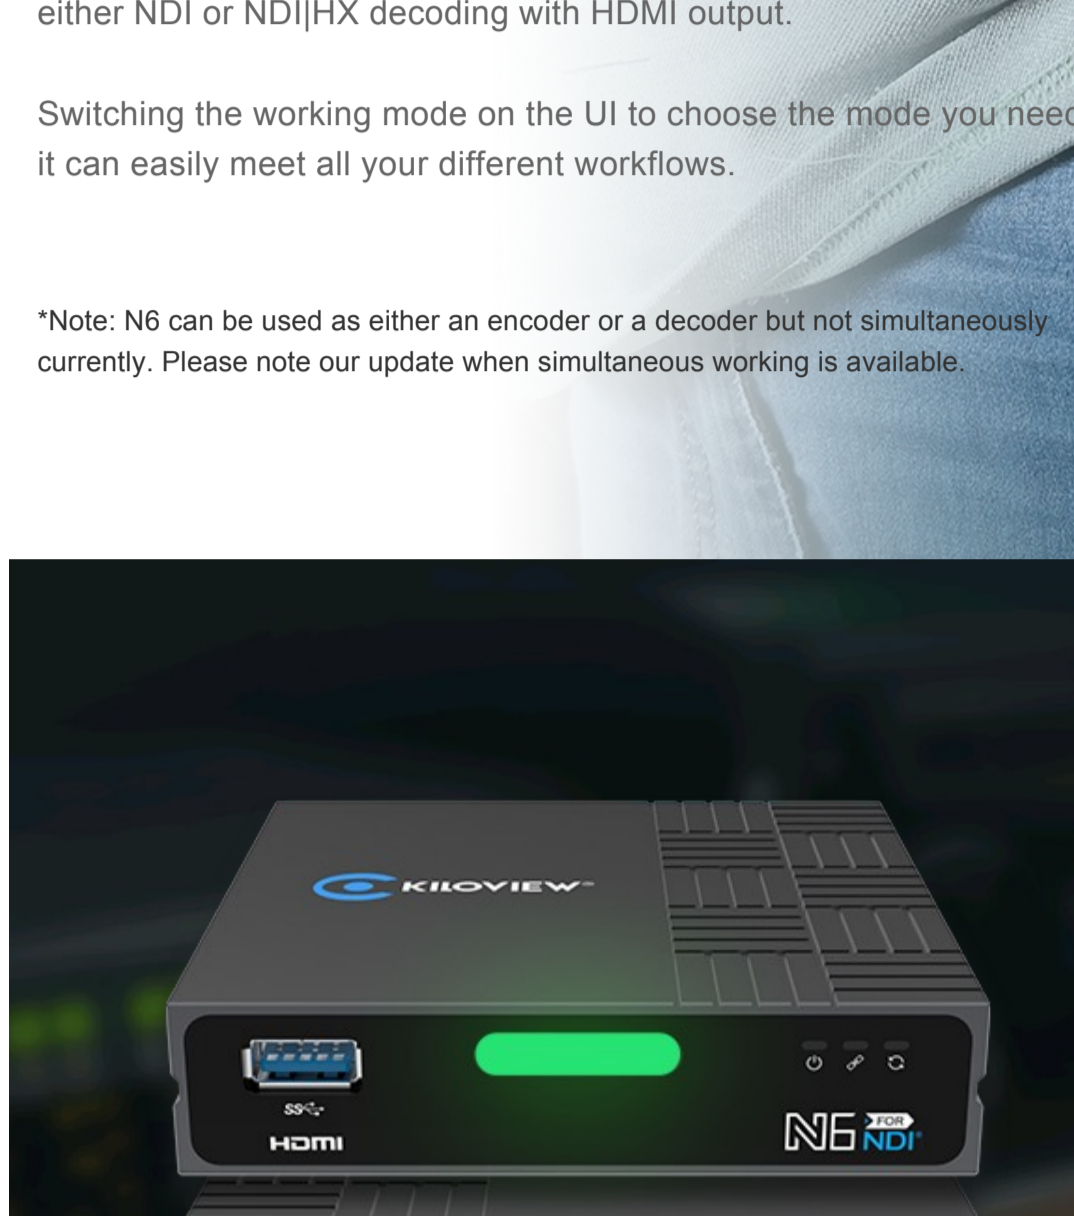 either NDI or NDI|HX decoding with HDMI output.
Switching the working mode on the UI to choose the mode you need
it can easily meet all your different workflows.
*Note: N6 can be used as either an encoder or a decoder but not simultaneously
currently. Please note our update when simultaneous working is available.
KILOVIEW®
SS
HDMI
N6 FOR NDI®